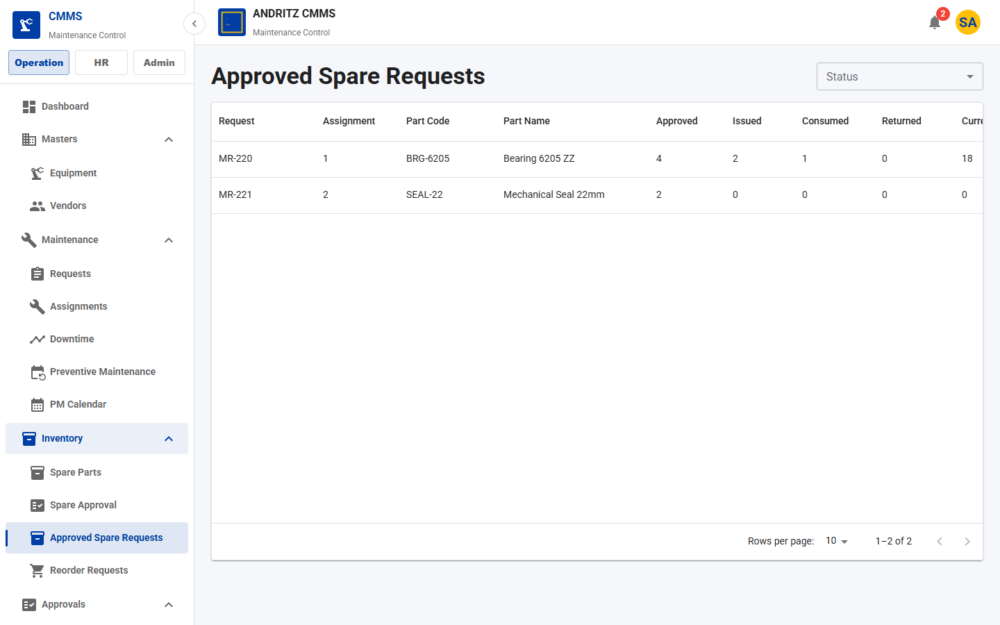 CMMS
Maintenance Control
Operation
HR
Admin
Dashboard
Masters
Equipment
Vendors
Maintenance
Requests
Assignments
Downtime
Preventive Maintenance
PM Calendar
Inventory
Spare Parts
Spare Approval
Approved Spare Requests
Reorder Requests
Approvals
ANDRITZ CMMS
Maintenance Control
2
SA
Approved Spare Requests
Status
Request Assignment Part Code Part Name Approved Issued Consumed Returned Curre
MR-220 1 BRG-6205 Bearing 6205 ZZ 4 2 1 0 18
MR-221 2 SEAL-22 Mechanical Seal 22mm 2 0 0 0 0
Rows per page: 10 1–2 of 2